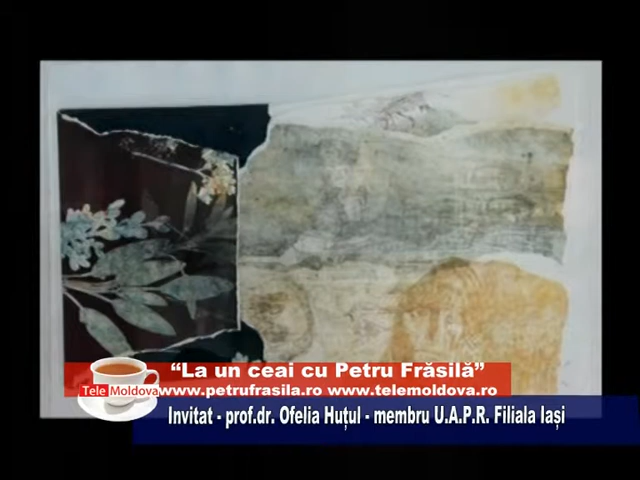 “La un ceai cu Petru Frăsilă”
Tele Moldova
www.petrufrasila.ro www.telemoldova.ro
Invitat - prof.dr. Ofelia Huțul - membru U.A.P.R. Filiala Iași